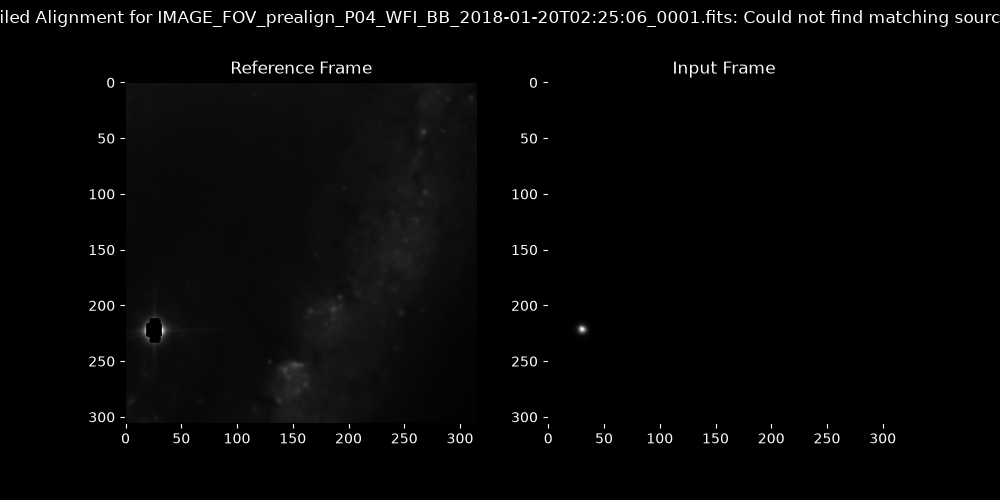 iled Alignment for IMAGE_FOV_prealign_P04_WFI_BB_2018-01-20T02:25:06_0001.fits: Could not find matching sourc
Reference Frame
Input Frame
0
50
100
150
200
250
300
0 50 100 150 200 250 300
0
50
100
150
200
250
300
0 50 100 150 200 250 300